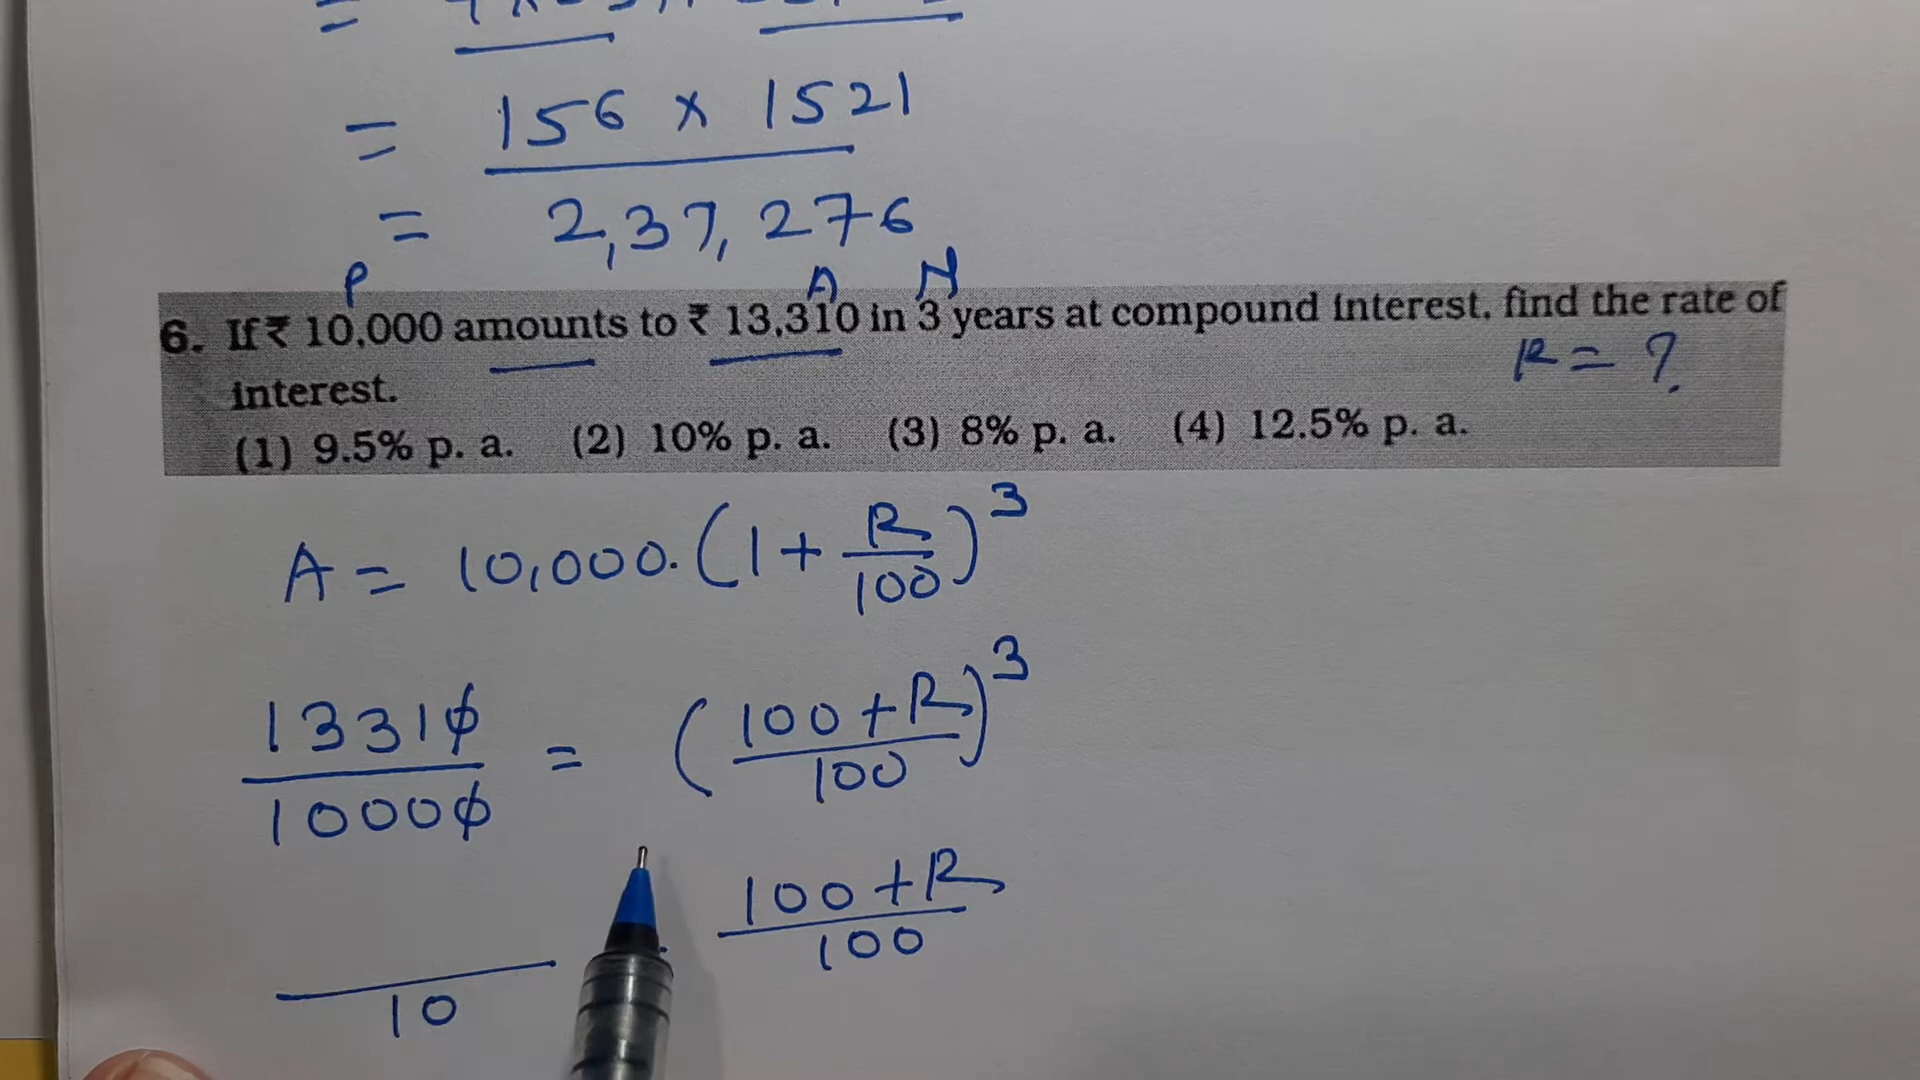 =
= 156 × 1521
= 2,37,276
P A N
6. If ₹ 10,000 amounts to ₹ 13,310 in 3 years at compound interest, find the rate of
R = ?
interest.
(1) 9.5% p. a. (2) 10% p. a. (3) 8% p. a. (4) 12.5% p. a.
A = 10,000. (1 + R/100)³
13310/10000 = (100 + R/100)³
100 + R/100
/10